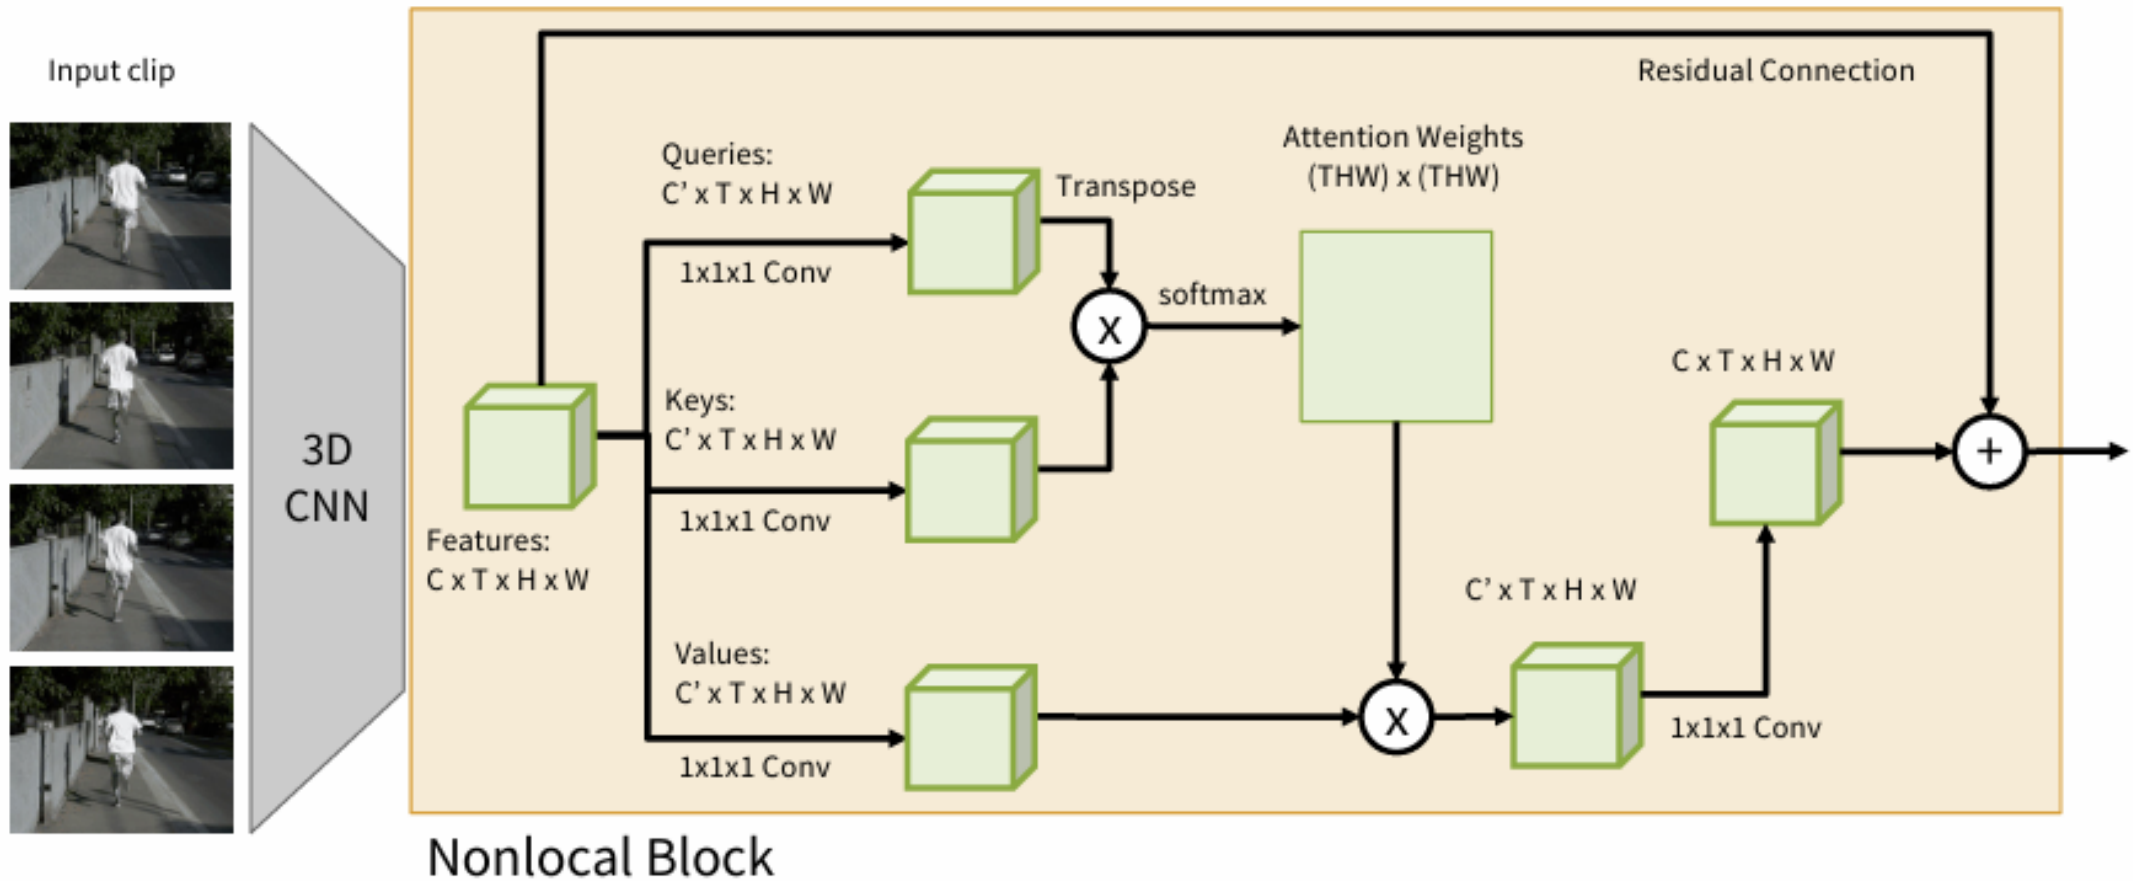 Input clip
3D
CNN
Residual Connection
Queries:
C’ x T x H x W
1x1x1 Conv
Transpose
Attention Weights
(THW) x (THW)
X
softmax
Keys:
C’ x T x H x W
1x1x1 Conv
Features:
C x T x H x W
Values:
C’ x T x H x W
1x1x1 Conv
X
C’ x T x H x W
1x1x1 Conv
C x T x H x W
+
Nonlocal Block